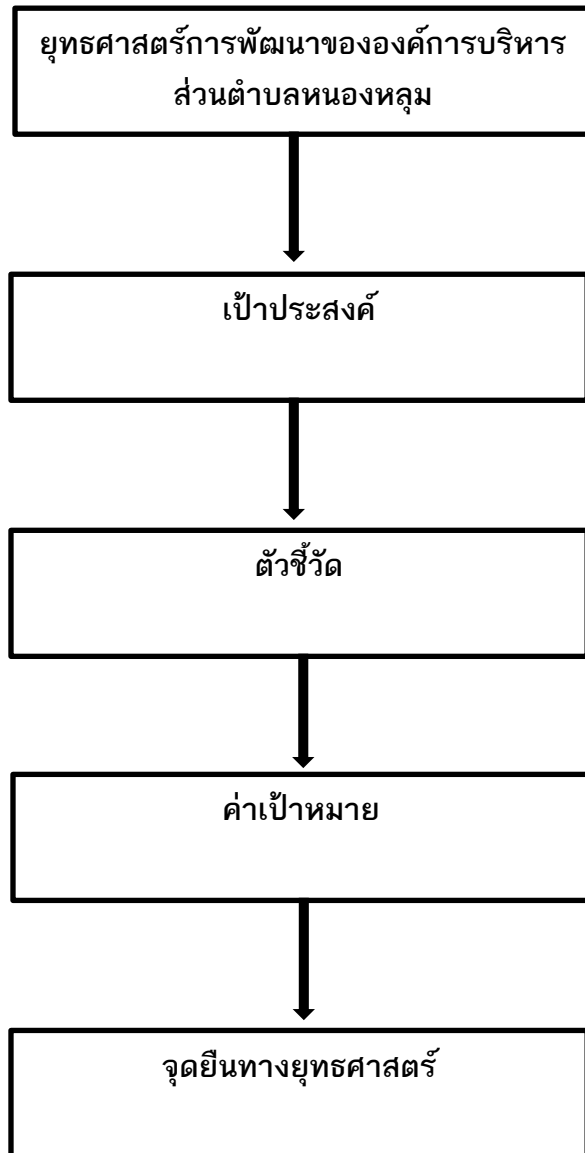 ยุทธศาสตร์การพัฒนาขององค์การบริหาร
ส่วนตำบลหนองหลุม
เป้าประสงค์
ตัวชี้วัด
ค่าเป้าหมาย
จุดยืนทางยุทธศาสตร์